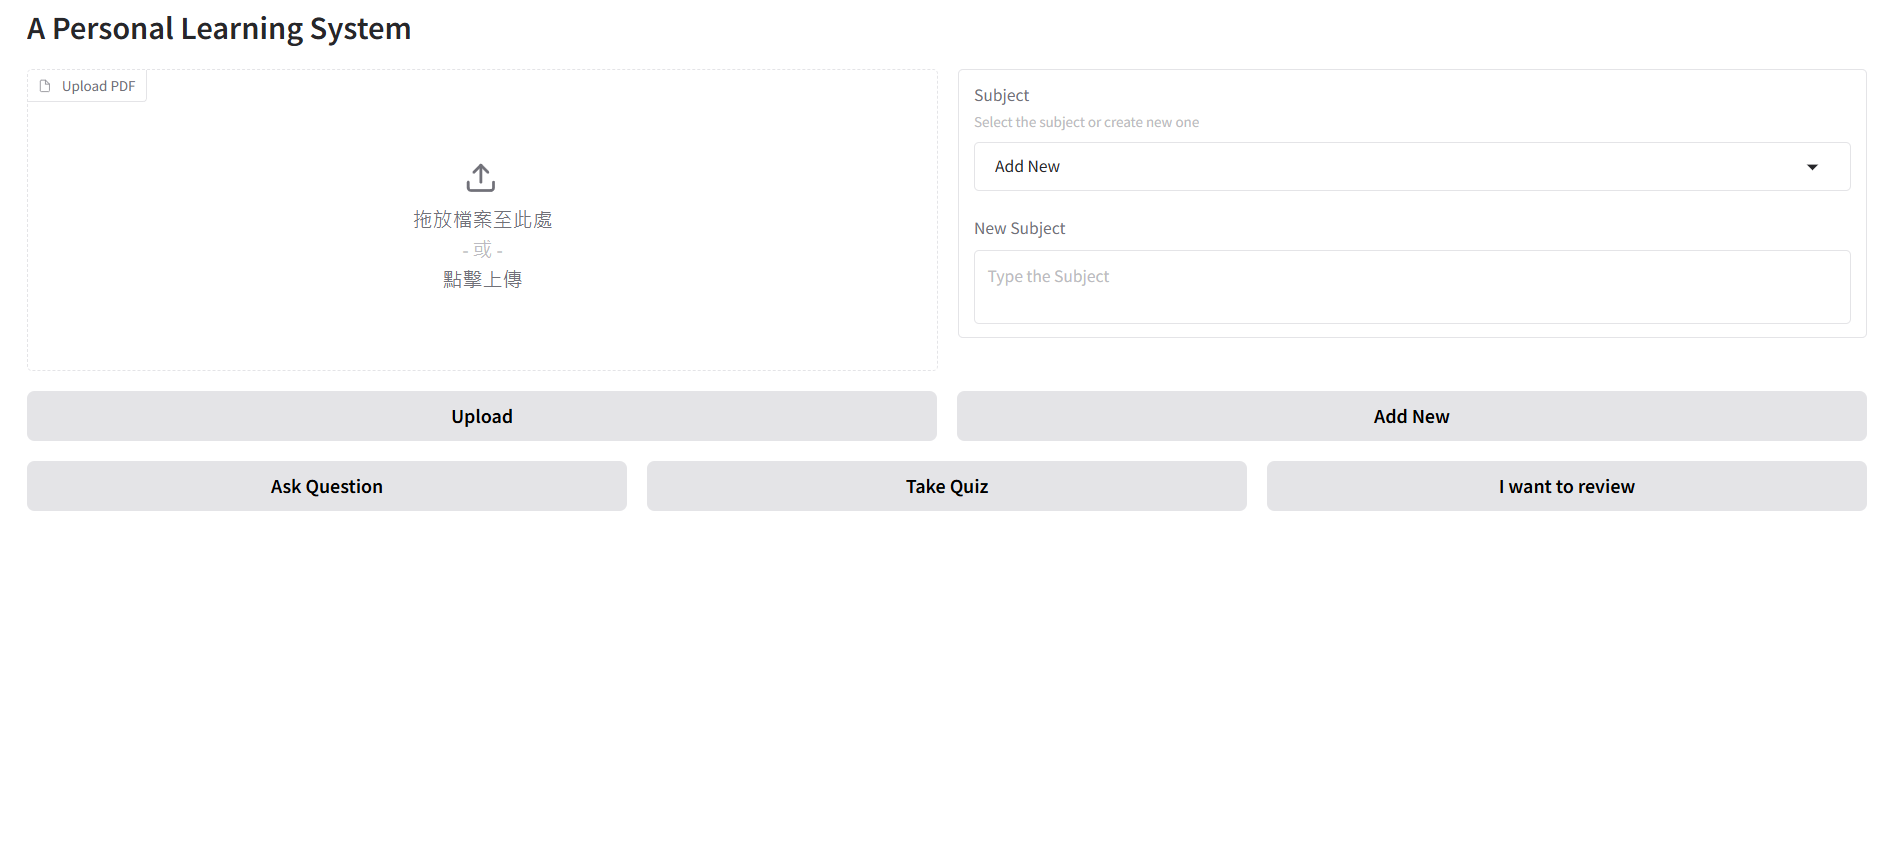 A Personal Learning System
Upload PDF
拖放檔案至此處
- 或 -
點擊上傳
Subject
Select the subject or create new one
Add New
New Subject
Type the Subject
Upload
Add New
Ask Question
Take Quiz
I want to review